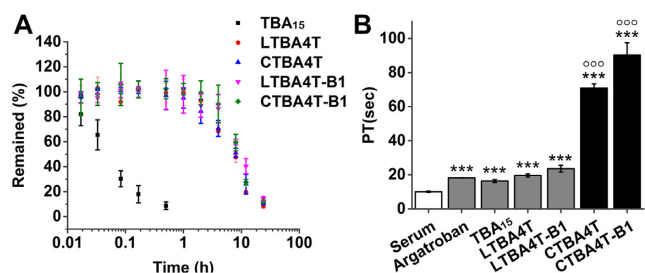 A
TBA₁₅
LTBA4T
CTBA4T
LTBA4T-B1
CTBA4T-B1
Remained (%)
140
120
100
80
60
40
20
0
0.01
0.1
1
10
100
Time (h)
B
PT(sec)
100
80
60
40
20
0
***
***
***
***
°°°
***
°°°
***
Serum
Argatroban
TBA₁₅
LTBA4T
LTBA4T-B1
CTBA4T
CTBA4T-B1